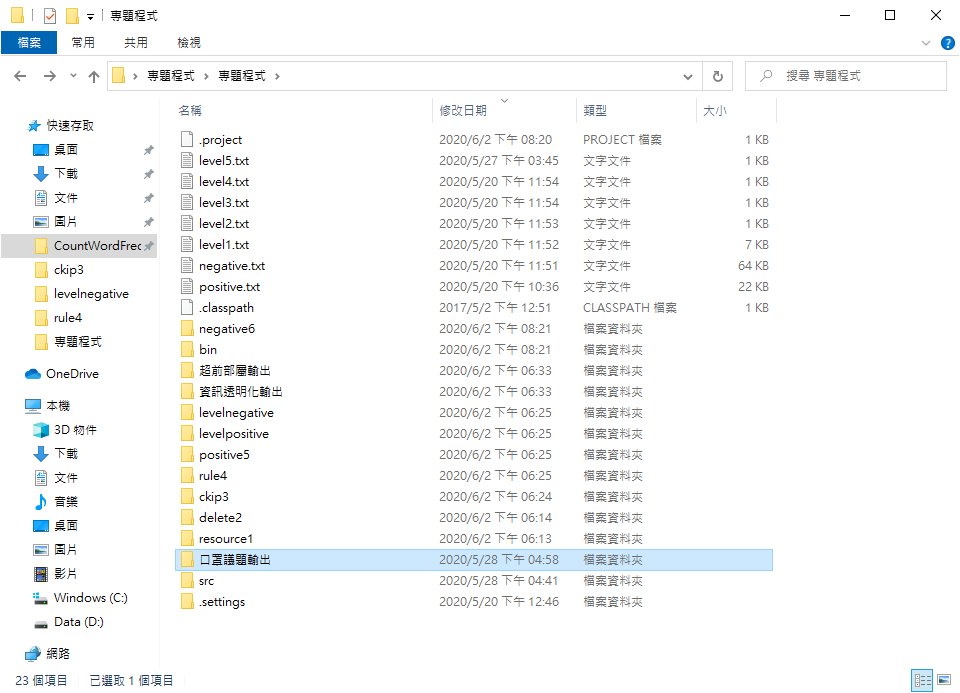 專題程式
檔案 常用 共用 檢視
專題程式 專題程式 搜尋 專題程式
名稱 修改日期 類型 大小
快速存取
桌面
下載
文件
圖片
CountWordFrec
ckip3
levelnegative
rule4
專題程式
OneDrive
本機
3D 物件
下載
文件
音樂
桌面
圖片
影片
Windows (C:)
Data (D:)
網路
.project 2020/6/2 下午 08:20 PROJECT 檔案 1 KB
level5.txt 2020/5/27 下午 03:45 文字文件 1 KB
level4.txt 2020/5/20 下午 11:54 文字文件 1 KB
level3.txt 2020/5/20 下午 11:54 文字文件 1 KB
level2.txt 2020/5/20 下午 11:53 文字文件 1 KB
level1.txt 2020/5/20 下午 11:52 文字文件 7 KB
negative.txt 2020/5/20 下午 11:51 文字文件 64 KB
positive.txt 2020/5/20 下午 10:36 文字文件 22 KB
.classpath 2017/5/2 下午 12:51 CLASSPATH 檔案 1 KB
negative6 2020/6/2 下午 08:21 檔案資料夾
bin 2020/6/2 下午 08:21 檔案資料夾
超前部屬輸出 2020/6/2 下午 06:33 檔案資料夾
資訊透明化輸出 2020/6/2 下午 06:33 檔案資料夾
levelnegative 2020/6/2 下午 06:25 檔案資料夾
levelpositive 2020/6/2 下午 06:25 檔案資料夾
positive5 2020/6/2 下午 06:25 檔案資料夾
rule4 2020/6/2 下午 06:25 檔案資料夾
ckip3 2020/6/2 下午 06:24 檔案資料夾
delete2 2020/6/2 下午 06:14 檔案資料夾
resource1 2020/6/2 下午 06:13 檔案資料夾
口罩議題輸出 2020/5/28 下午 04:58 檔案資料夾
src 2020/5/28 下午 04:41 檔案資料夾
.settings 2020/5/20 下午 12:46 檔案資料夾
23 個項目 已選取 1 個項目